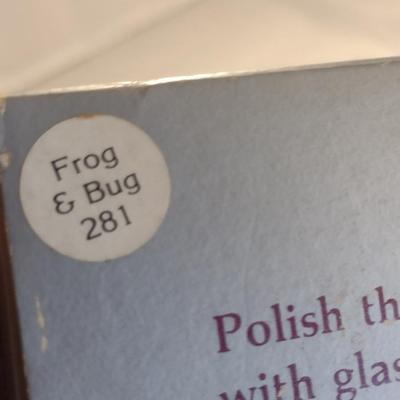 Frog
& Bug
281
Polish th
with glas